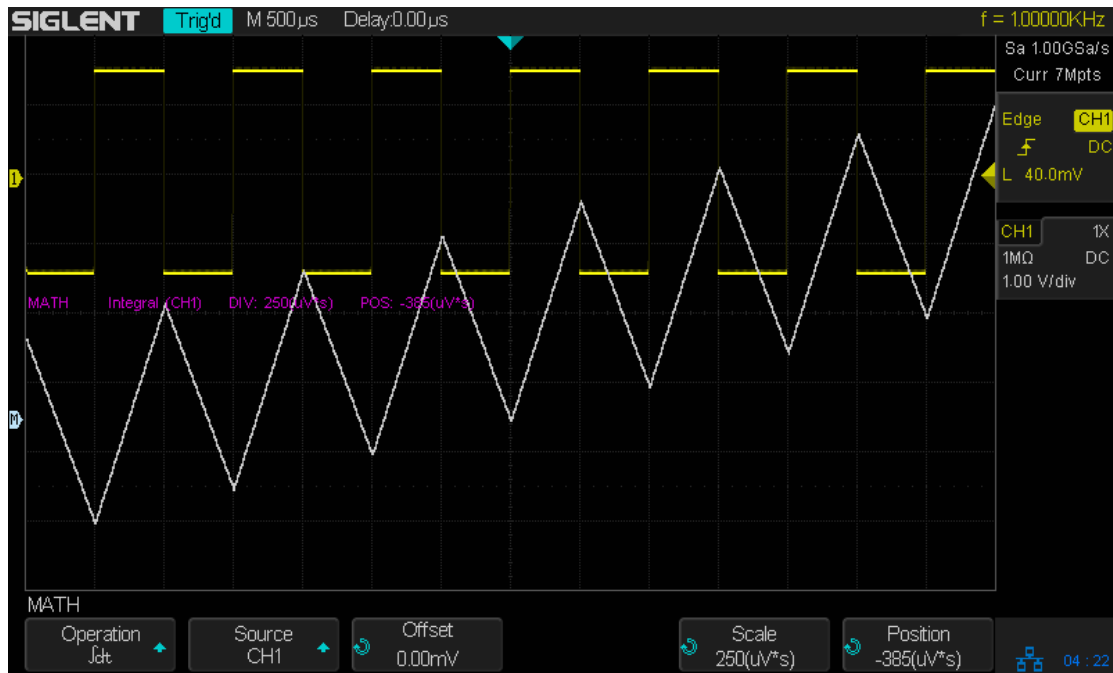 SIGLENT Trig'd M 500µs Delay:0.00µs f = 1.00000KHz
Sa 1.00GSa/s
Curr 7Mpts
Edge CH1
DC
L 40.0mV
1
CH1 1X
1MΩ DC
1.00 V/div
MATH Integral (CH1) DIV: 250(uV*s) POS: -385(uV*s)
M
MATH
Operation
∫dt
Source
CH1
Offset
0.00mV
Scale
250(uV*s)
Position
-385(uV*s)
04 : 22